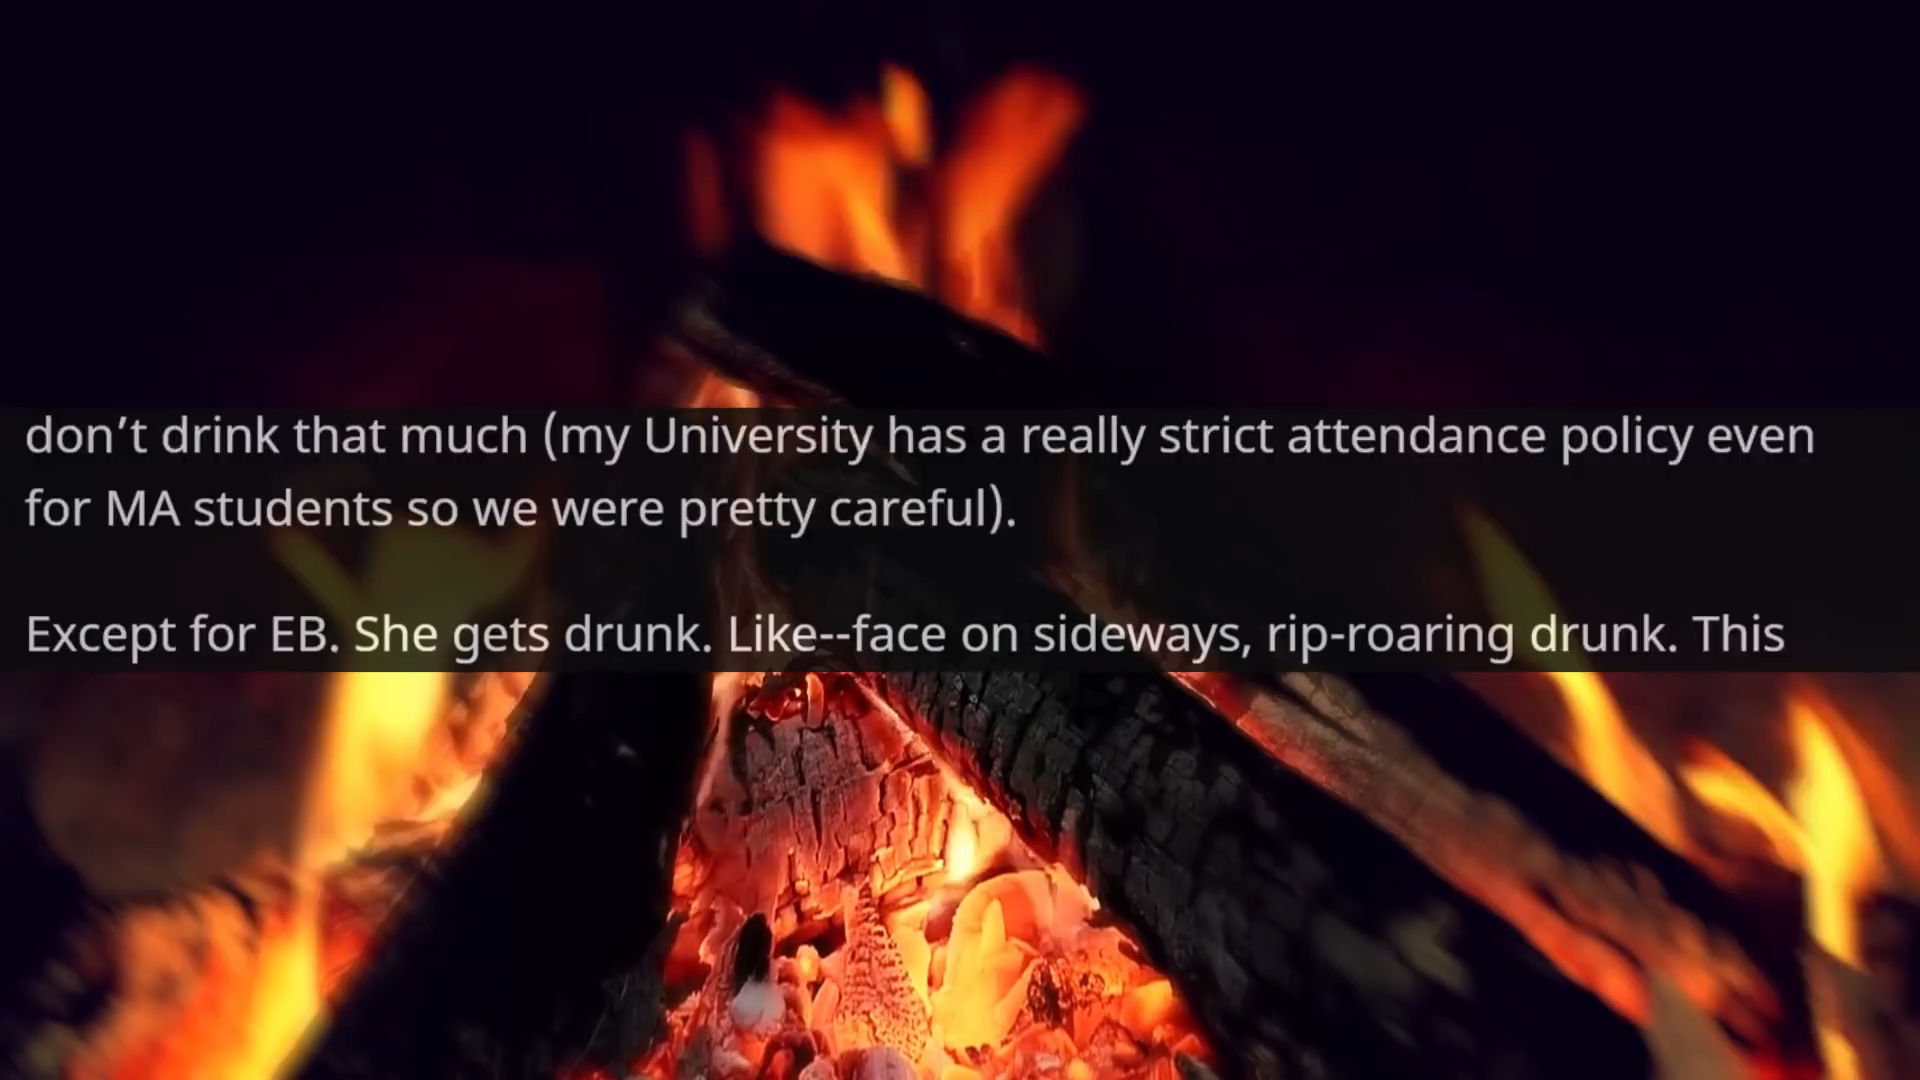 don’t drink that much (my University has a really strict attendance policy even
for MA students so we were pretty careful).
Except for EB. She gets drunk. Like--face on sideways, rip-roaring drunk. This